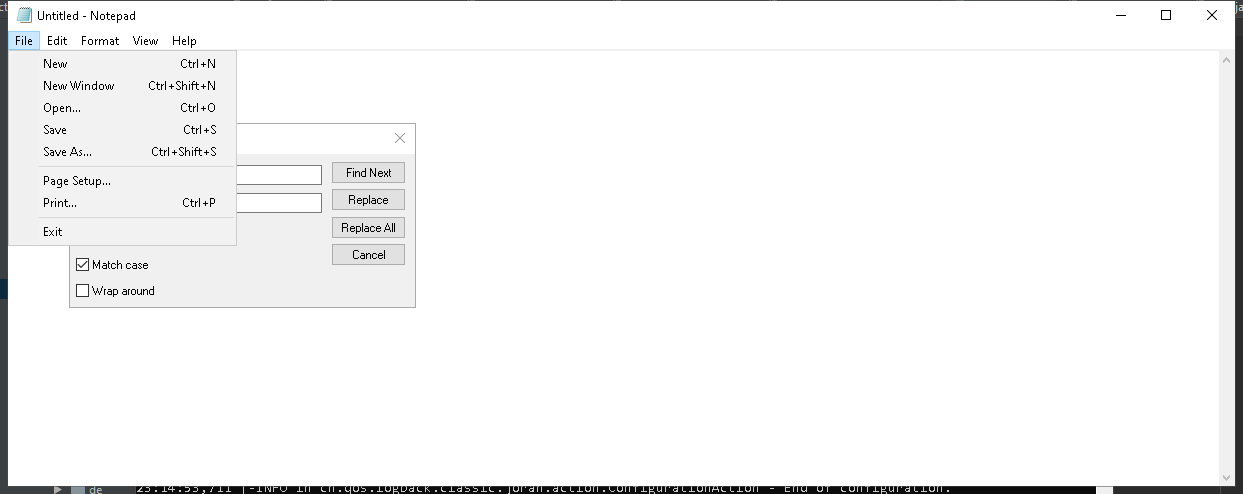 Untitled - Notepad
File Edit Format View Help
New Ctrl+N
New Window Ctrl+Shift+N
Open... Ctrl+O
Save Ctrl+S
Save As... Ctrl+Shift+S
Page Setup...
Print... Ctrl+P
Exit
Find Next
Replace
Replace All
Cancel
Match case
Wrap around
de 23:14:53,711 |-INFO in ch.qos.logback.classic.joran.action.ConfigurationAction - End of configuration.